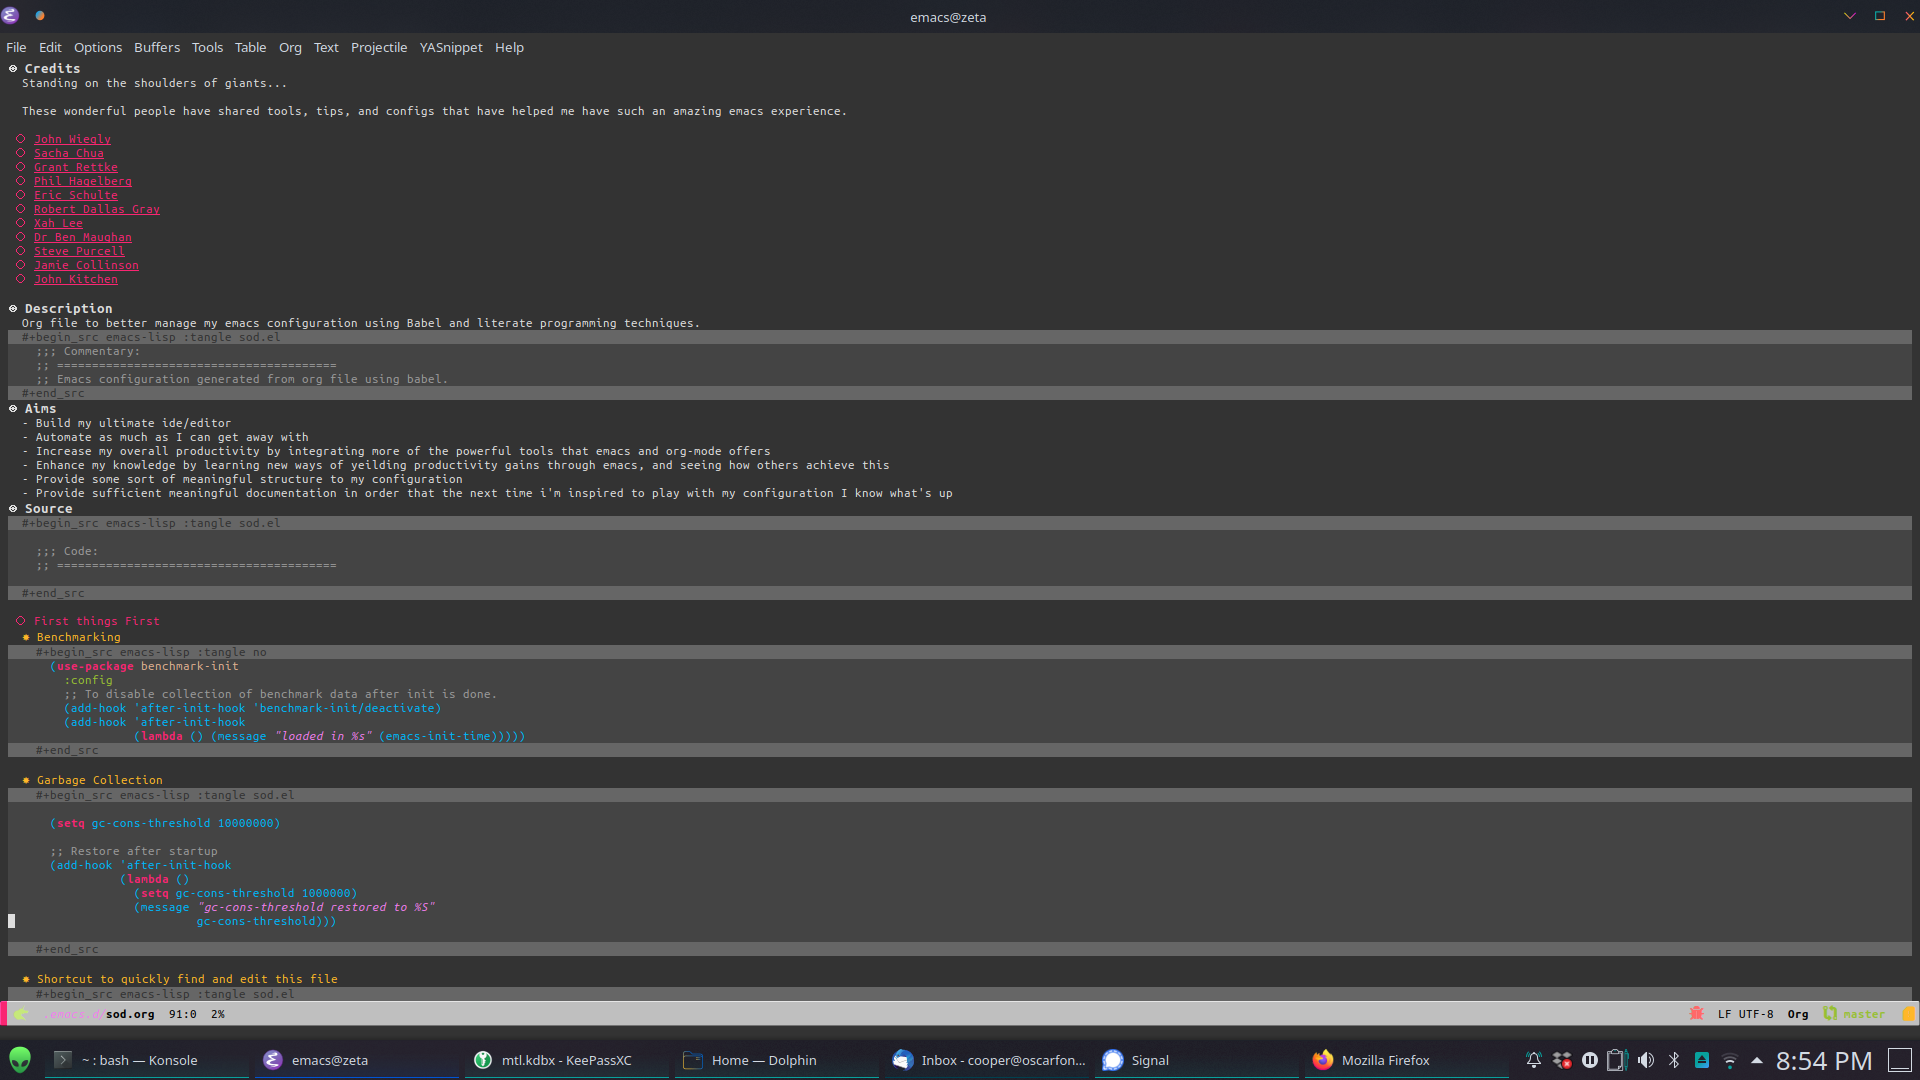 emacs@zeta
File Edit Options Buffers Tools Table Org Text Projectile YASnippet Help
Credits
Standing on the shoulders of giants...
These wonderful people have shared tools, tips, and configs that have helped me have such an amazing emacs experience.
John Wiegly
Sacha Chua
Grant Rettke
Phil Hagelberg
Eric Schulte
Robert Dallas Gray
Xah Lee
Dr Ben Maughan
Steve Purcell
Jamie Collinson
John Kitchen
Description
Org file to better manage my emacs configuration using Babel and literate programming techniques.
#+begin_src emacs-lisp :tangle sod.el
;;; Commentary:
;; ========================================
;; Emacs configuration generated from org file using babel.
#+end_src
Aims
- Build my ultimate ide/editor
- Automate as much as I can get away with
- Increase my overall productivity by integrating more of the powerful tools that emacs and org-mode offers
- Enhance my knowledge by learning new ways of yeilding productivity gains through emacs, and seeing how others achieve this
- Provide some sort of meaningful structure to my configuration
- Provide sufficient meaningful documentation in order that the next time i'm inspired to play with my configuration I know what's up
Source
#+begin_src emacs-lisp :tangle sod.el
;;; Code:
;; ========================================
#+end_src
First things First
Benchmarking
#+begin_src emacs-lisp :tangle no
(use-package benchmark-init
:config
;; To disable collection of benchmark data after init is done.
(add-hook 'after-init-hook 'benchmark-init/deactivate)
(add-hook 'after-init-hook
(lambda () (message "loaded in %s" (emacs-init-time)))))
#+end_src
Garbage Collection
#+begin_src emacs-lisp :tangle sod.el
(setq gc-cons-threshold 10000000)
;; Restore after startup
(add-hook 'after-init-hook
(lambda ()
(setq gc-cons-threshold 1000000)
(message "gc-cons-threshold restored to %S"
gc-cons-threshold)))
#+end_src
Shortcut to quickly find and edit this file
#+begin_src emacs-lisp :tangle sod.el
.emacs.d/sod.org 91:0 2% LF UTF-8 Org master
~ : bash — Konsole emacs@zeta mtl.kdbx - KeePassXC Home — Dolphin Inbox - cooper@oscarfon... Signal Mozilla Firefox 8:54 PM